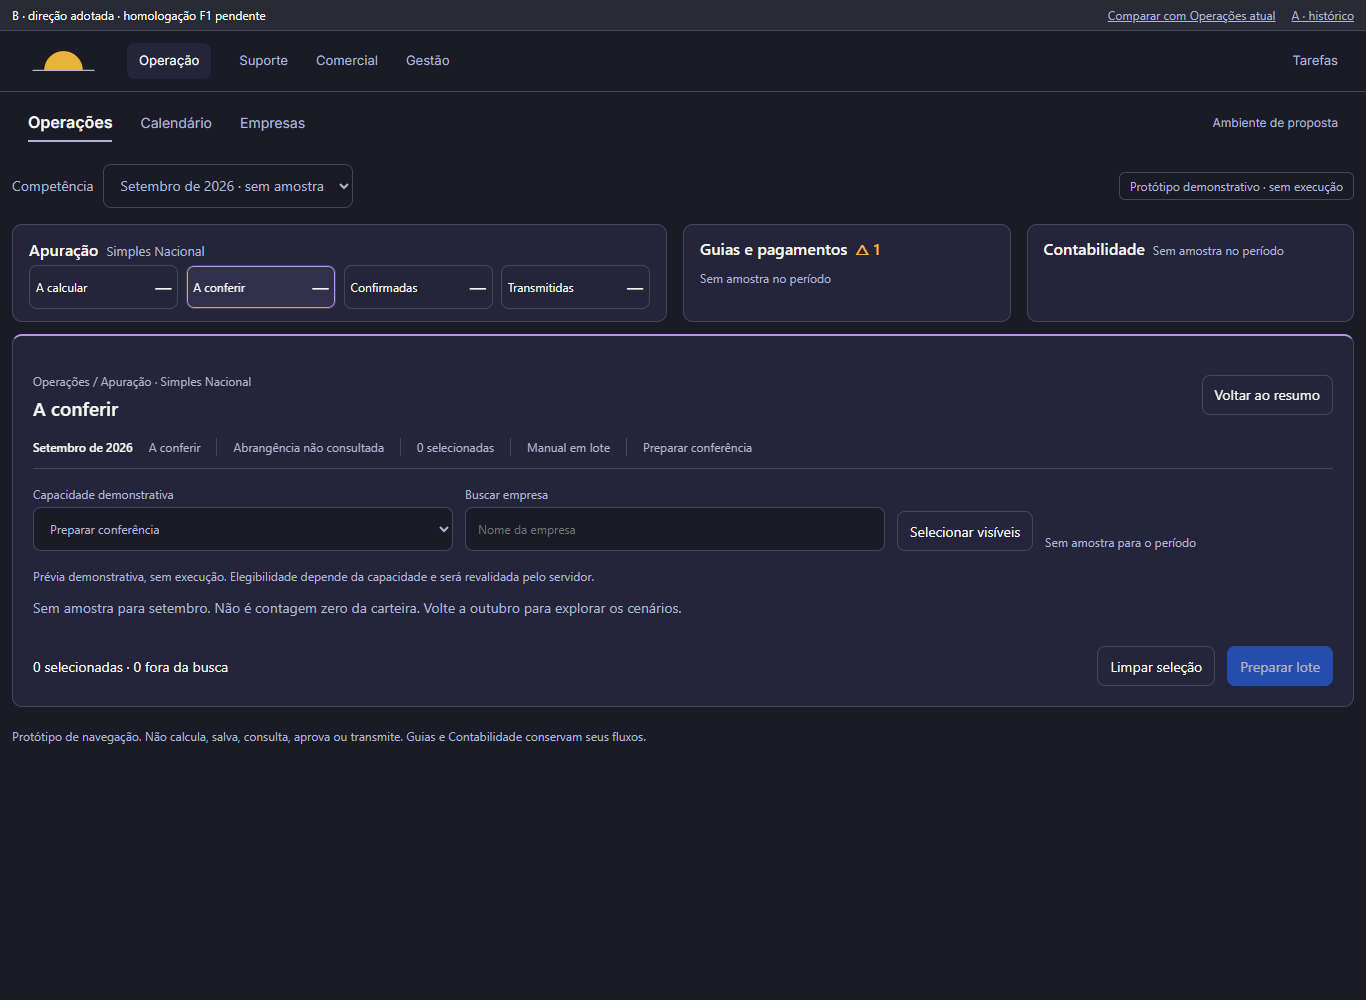 B · direção adotada · homologação F1 pendente
Comparar com Operações atual
A · histórico
Operação
Suporte
Comercial
Gestão
Tarefas
Operações
Calendário
Empresas
Ambiente de proposta
Competência
Setembro de 2026 · sem amostra
Protótipo demonstrativo · sem execução
Apuração Simples Nacional
A calcular —
A conferir —
Confirmadas —
Transmitidas —
Guias e pagamentos △ 1
Sem amostra no período
Contabilidade Sem amostra no período
Operações / Apuração · Simples Nacional
A conferir
Voltar ao resumo
Setembro de 2026
A conferir
Abrangência não consultada
0 selecionadas
Manual em lote
Preparar conferência
Capacidade demonstrativa
Preparar conferência
Buscar empresa
Nome da empresa
Selecionar visíveis
Sem amostra para o período
Prévia demonstrativa, sem execução. Elegibilidade depende da capacidade e será revalidada pelo servidor.
Sem amostra para setembro. Não é contagem zero da carteira. Volte a outubro para explorar os cenários.
0 selecionadas · 0 fora da busca
Limpar seleção
Preparar lote
Protótipo de navegação. Não calcula, salva, consulta, aprova ou transmite. Guias e Contabilidade conservam seus fluxos.